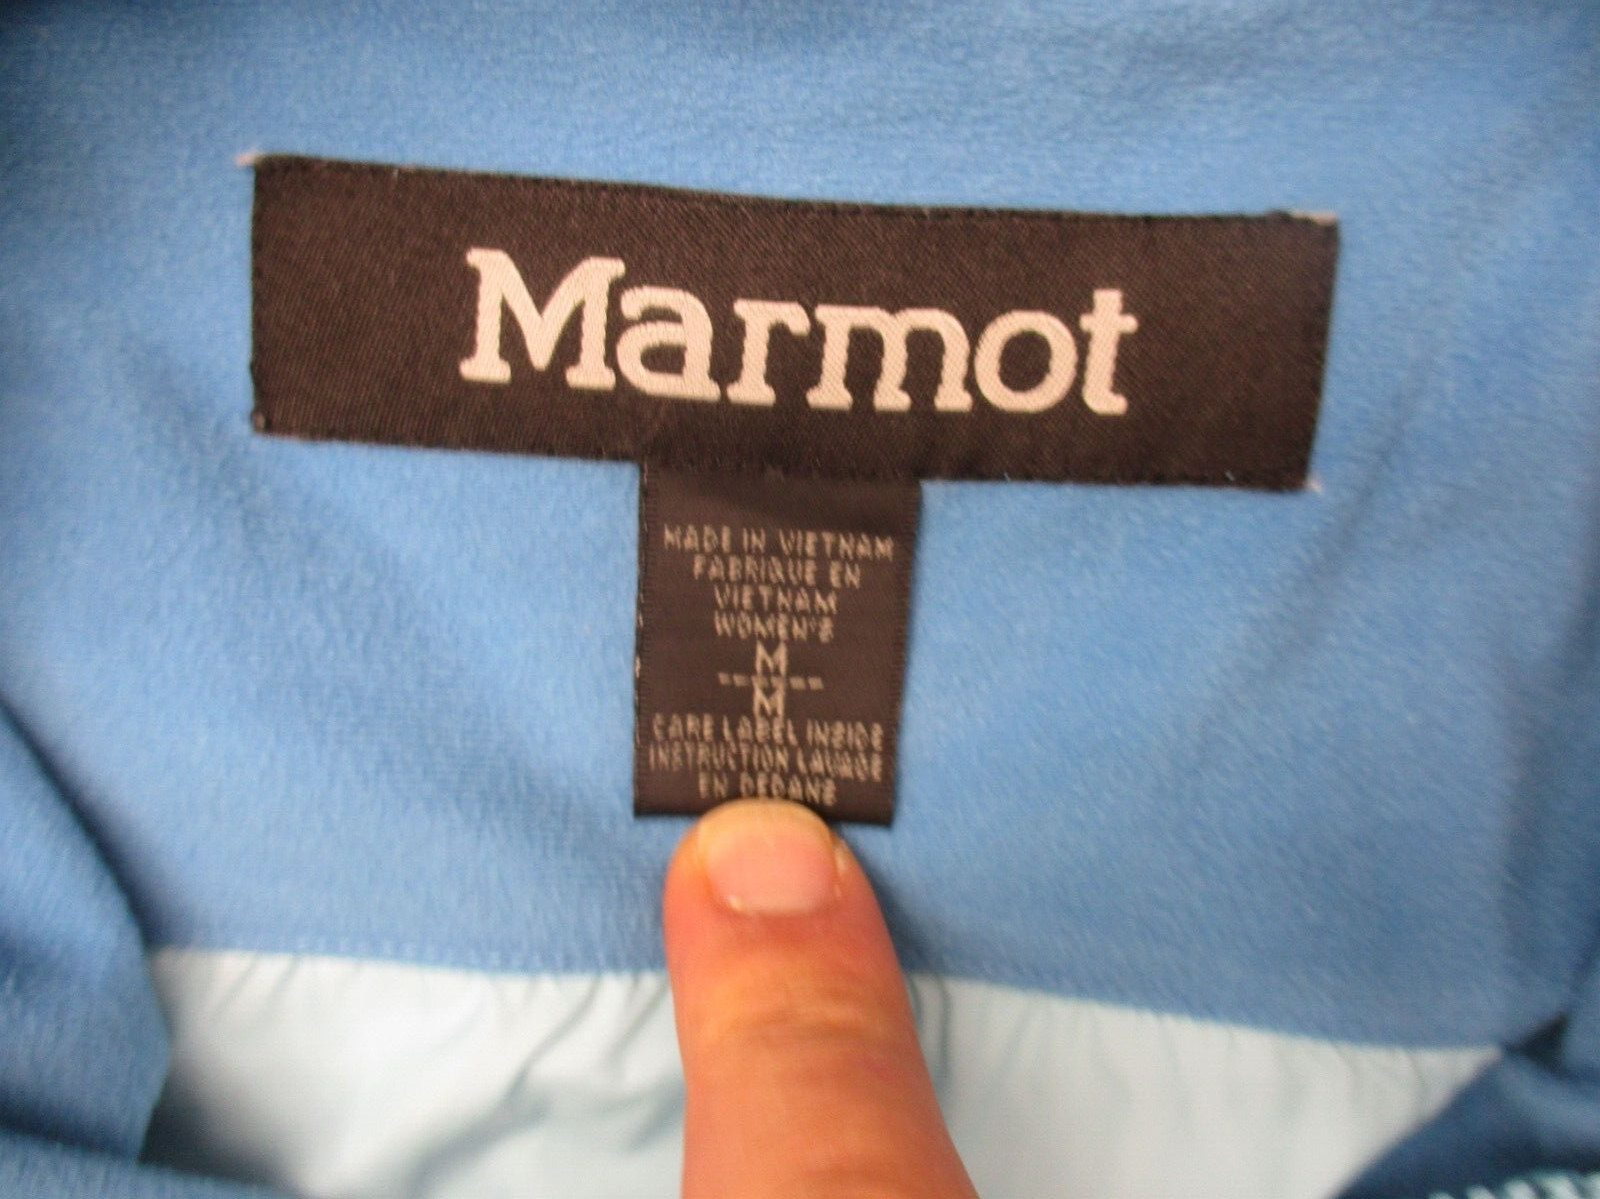 Marmot
MADE IN VIETNAM
FABRIQUE EN
VIETNAM
WOMEN'S
M
------
M
CARE LABEL INSIDE
INSTRUCTION LAVAGE
EN DEDANS